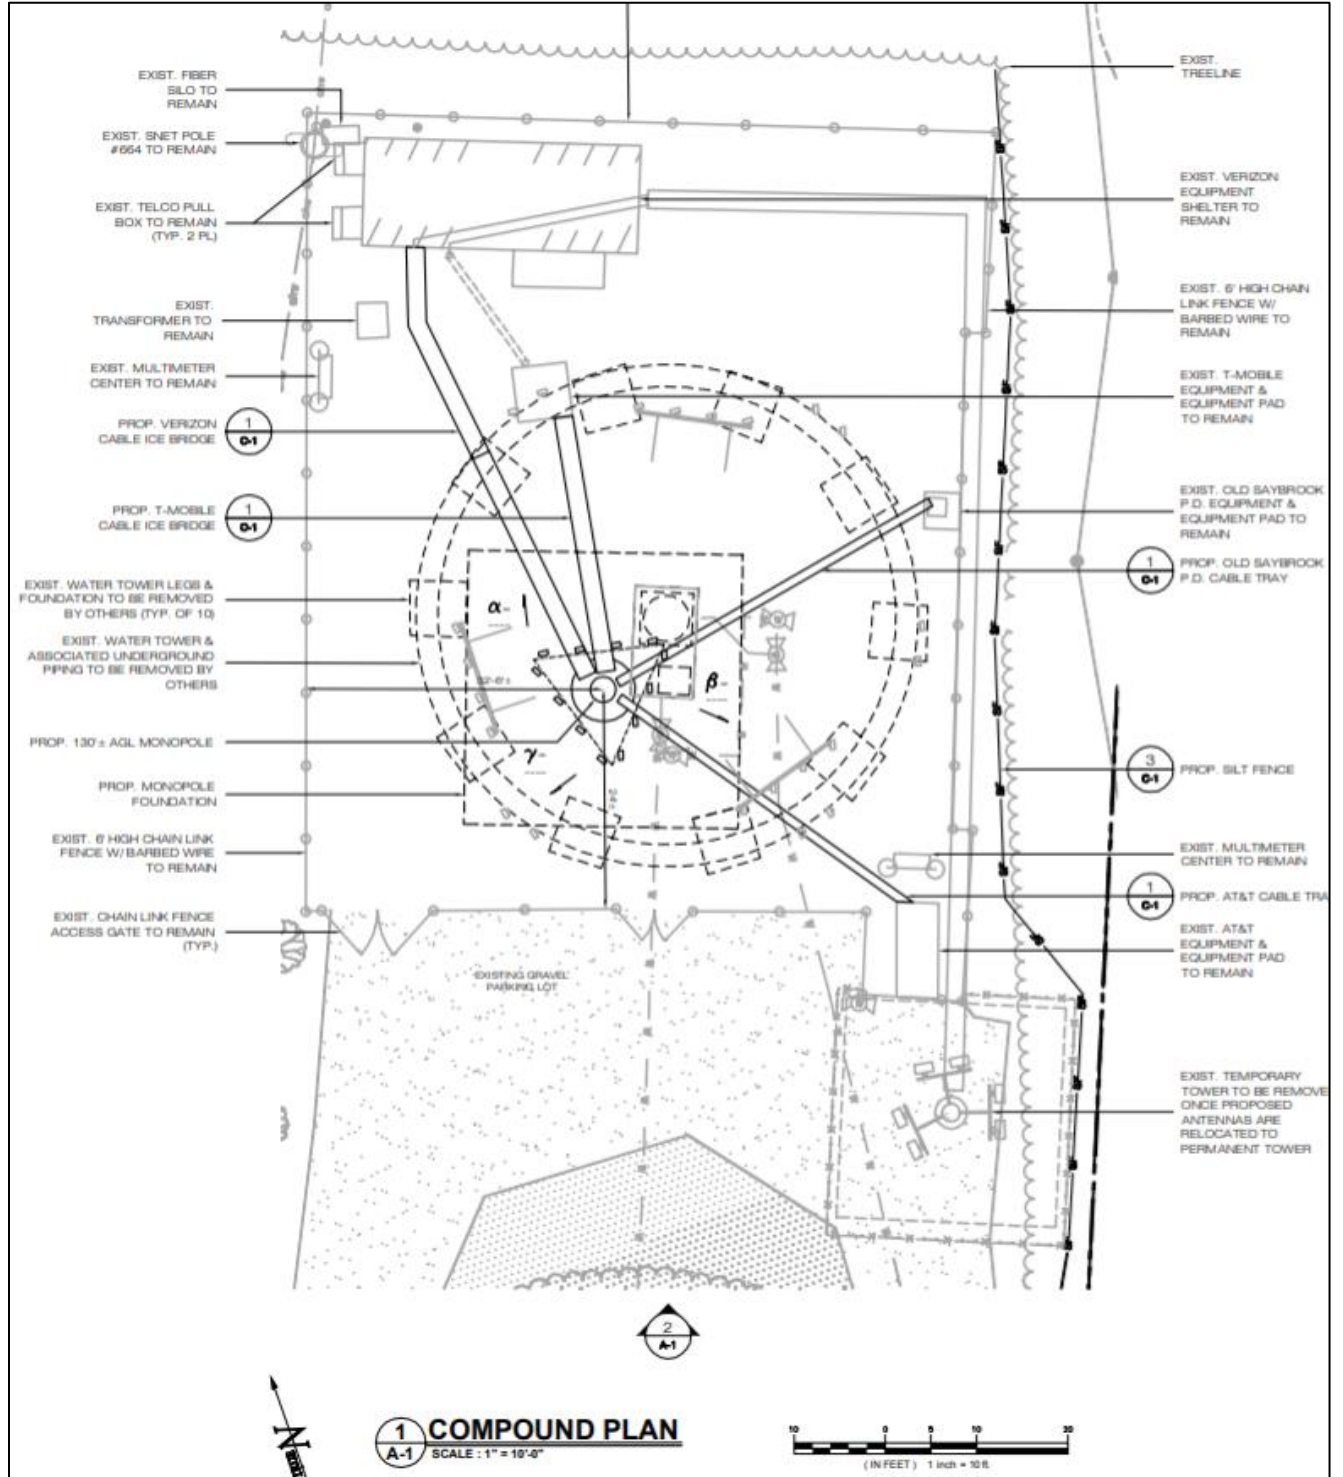 EXIST. FIBER
SILO TO
REMAIN
EXIST. SNET POLE
#664 TO REMAIN
EXIST. TELCO PULL
BOX TO REMAIN
(TYP. 2 PL)
EXIST.
TRANSFORMER TO
REMAIN
EXIST. MULTIMETER
CENTER TO REMAIN
PROP. VERIZON
CABLE ICE BRIDGE
1
C-1
PROP. T-MOBILE
CABLE ICE BRIDGE
1
C-1
EXIST. WATER TOWER LEGS &
FOUNDATION TO BE REMOVED
BY OTHERS (TYP. OF 10)
EXIST. WATER TOWER &
ASSOCIATED UNDERGROUND
PIPING TO BE REMOVED BY
OTHERS
PROP. 130'± AGL MONOPOLE
PROP. MONOPOLE
FOUNDATION
EXIST. 6' HIGH CHAIN LINK
FENCE W/ BARBED WIRE
TO REMAIN
EXIST. CHAIN LINK FENCE
ACCESS GATE TO REMAIN
(TYP.)
α-
β-
γ-
32'-6"±
24'±
EXISTING GRAVEL
PARKING LOT
EXIST.
TREELINE
EXIST. VERIZON
EQUIPMENT
SHELTER TO
REMAIN
EXIST. 6' HIGH CHAIN
LINK FENCE W/
BARBED WIRE TO
REMAIN
EXIST. T-MOBILE
EQUIPMENT &
EQUIPMENT PAD
TO REMAIN
EXIST. OLD SAYBROOK
P.D. EQUIPMENT &
EQUIPMENT PAD TO
REMAIN
1
C-1
PROP. OLD SAYBROOK
P.D. CABLE TRAY
3
C-1
PROP. SILT FENCE
EXIST. MULTIMETER
CENTER TO REMAIN
1
C-1
PROP. AT&T CABLE TRA
EXIST. AT&T
EQUIPMENT &
EQUIPMENT PAD
TO REMAIN
EXIST. TEMPORARY
TOWER TO BE REMOVE
ONCE PROPOSED
ANTENNAS ARE
RELOCATED TO
PERMANENT TOWER
2
A-1
1
A-1
COMPOUND PLAN
SCALE : 1" = 10'-0"
10 0 5 10 20
( IN FEET ) 1 inch = 10 ft.